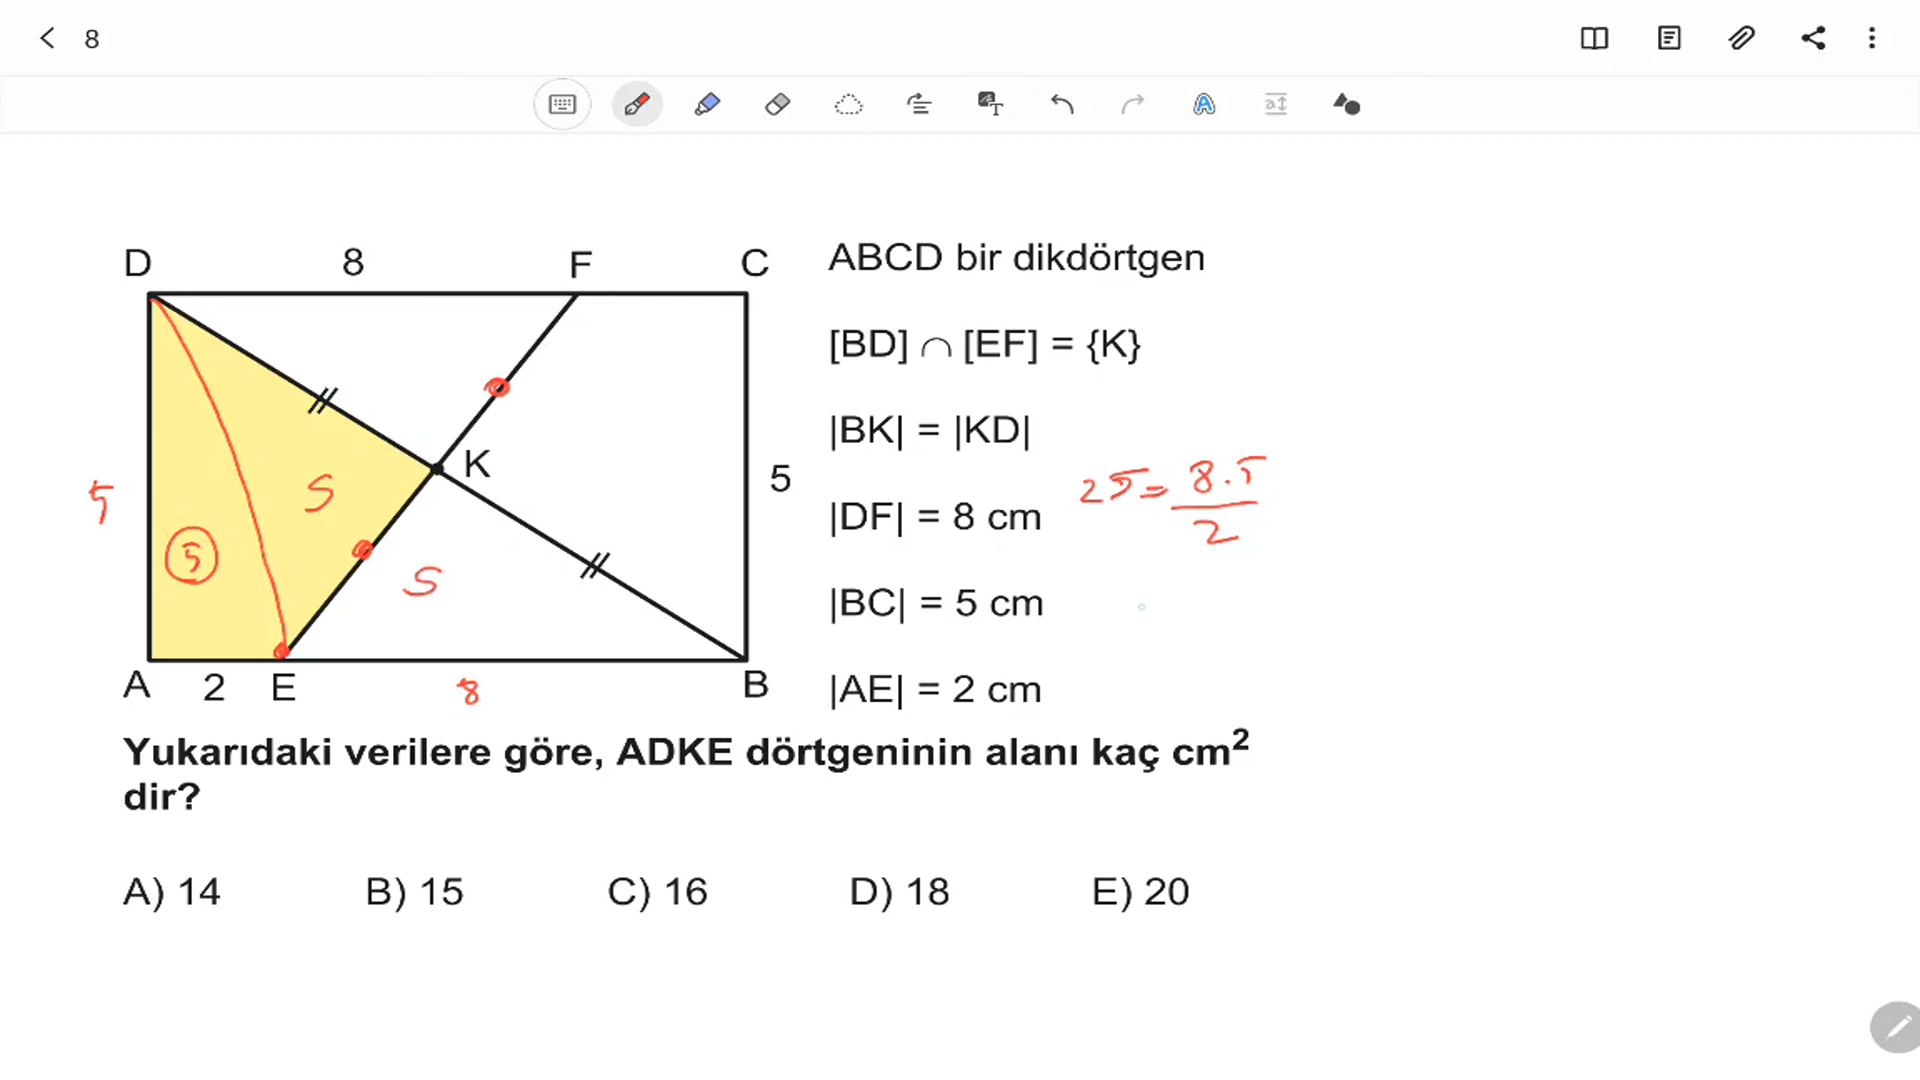 8
D 8 F C
K
5
5
S
5
S
A 2 E 8 B
ABCD bir dikdörtgen
[BD] ∩ [EF] = {K}
|BK| = |KD|
|DF| = 8 cm
2S = 8.5 / 2
|BC| = 5 cm
|AE| = 2 cm
Yukarıdaki verilere göre, ADKE dörtgeninin alanı kaç cm²
dir?
A) 14 B) 15 C) 16 D) 18 E) 20